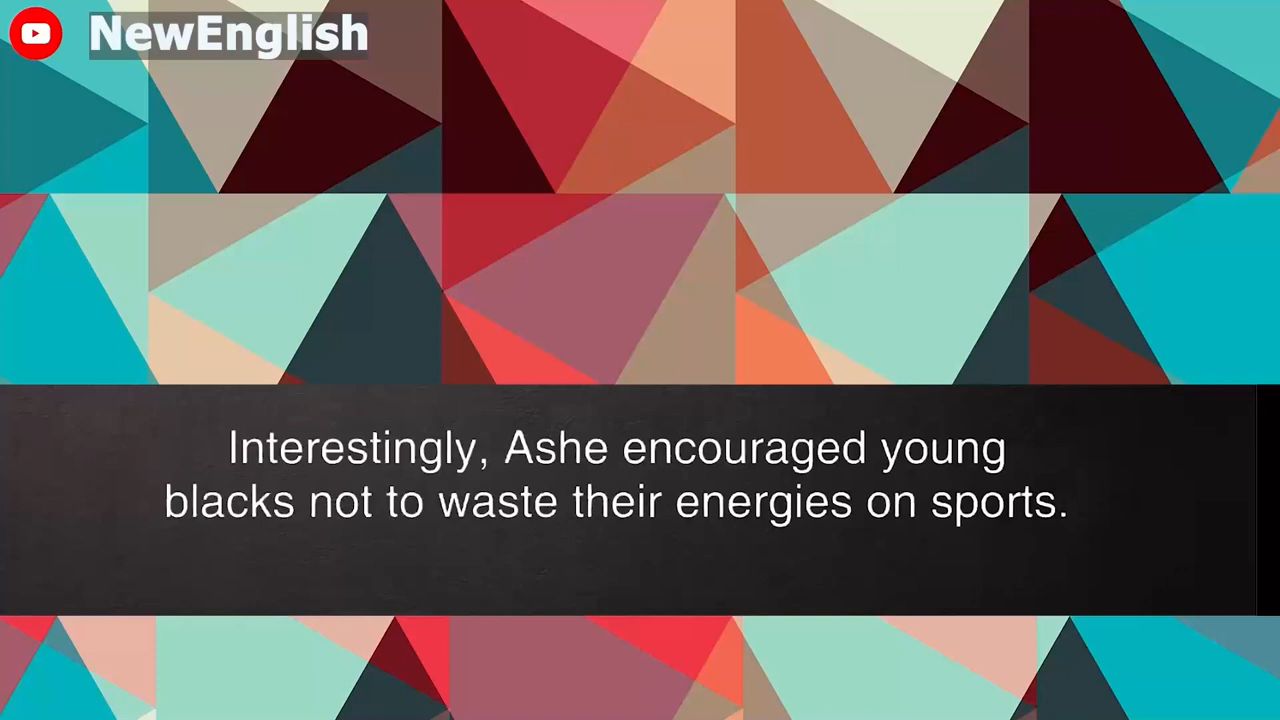 NewEnglish
Interestingly, Ashe encouraged young
blacks not to waste their energies on sports.